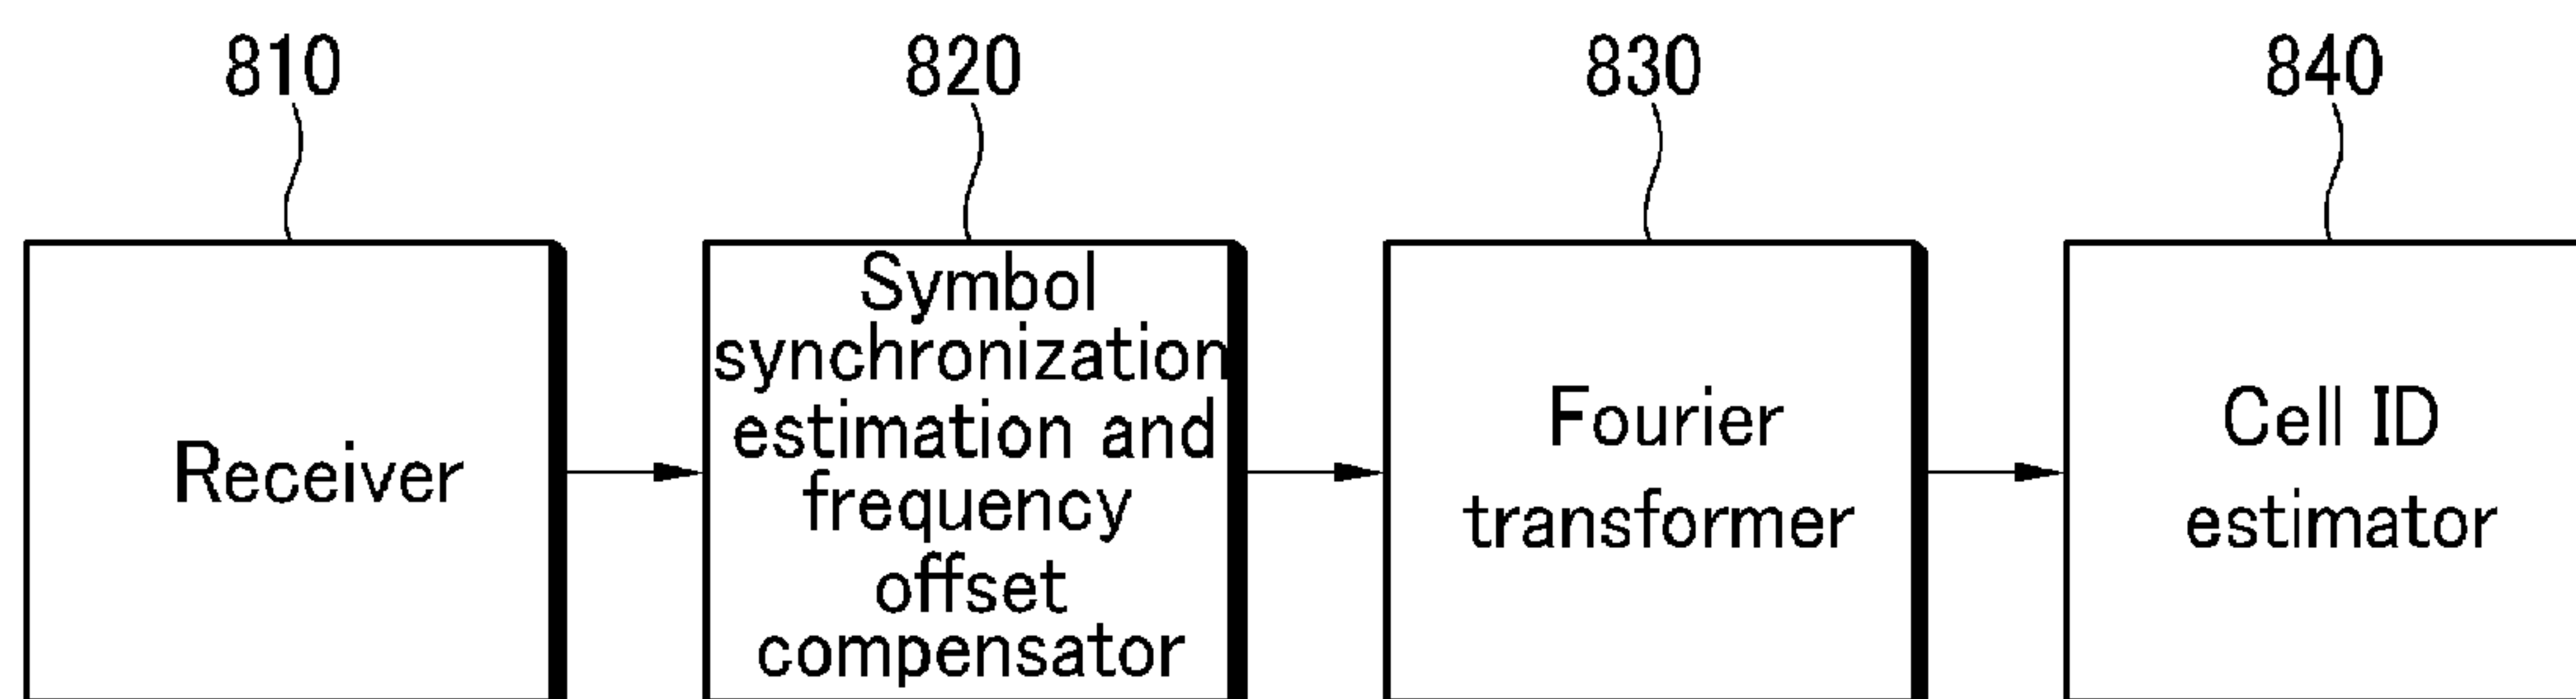 810
820
830
840
Receiver
Symbol
synchronization
estimation and
frequency
offset
compensator
Fourier
transformer
Cell ID
estimator